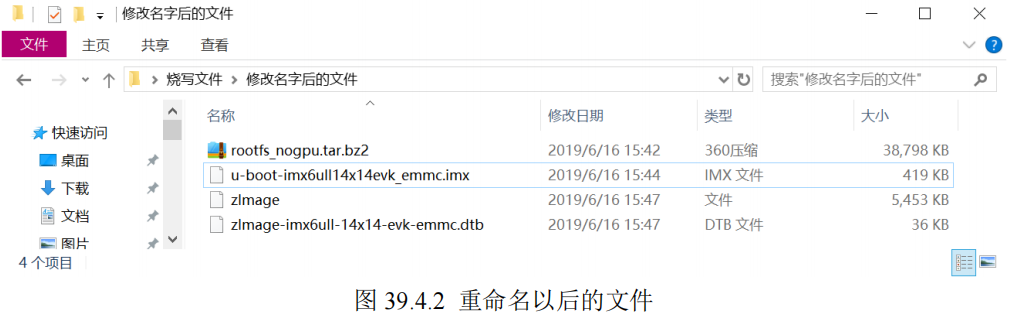 修改名字后的文件
文件 主页 共享 查看
烧写文件 修改名字后的文件 搜索"修改名字后的文件"
名称 修改日期 类型 大小
快速访问
桌面
下载
文档
图片
rootfs_nogpu.tar.bz2 2019/6/16 15:42 360压缩 38,798 KB
u-boot-imx6ull14x14evk_emmc.imx 2019/6/16 15:44 IMX 文件 419 KB
zImage 2019/6/16 15:47 文件 5,453 KB
zImage-imx6ull-14x14-evk-emmc.dtb 2019/6/16 15:47 DTB 文件 36 KB
4 个项目
图 39.4.2 重命名以后的文件